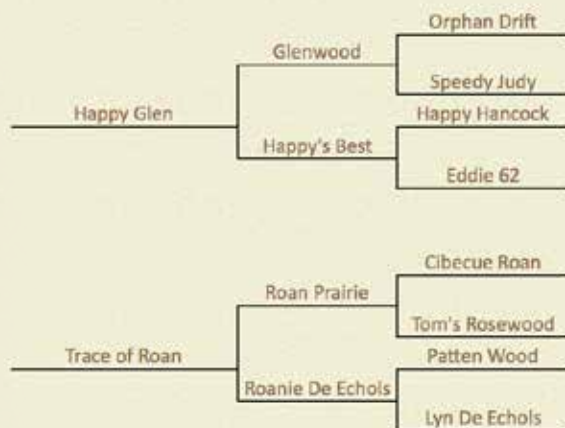 Orphan Drift
Glenwood
Speedy Judy
Happy Glen
Happy Hancock
Happy's Best
Eddie 62
Cibecue Roan
Roan Prairie
Tom's Rosewood
Trace of Roan
Patten Wood
Roanie De Echols
Lyn De Echols